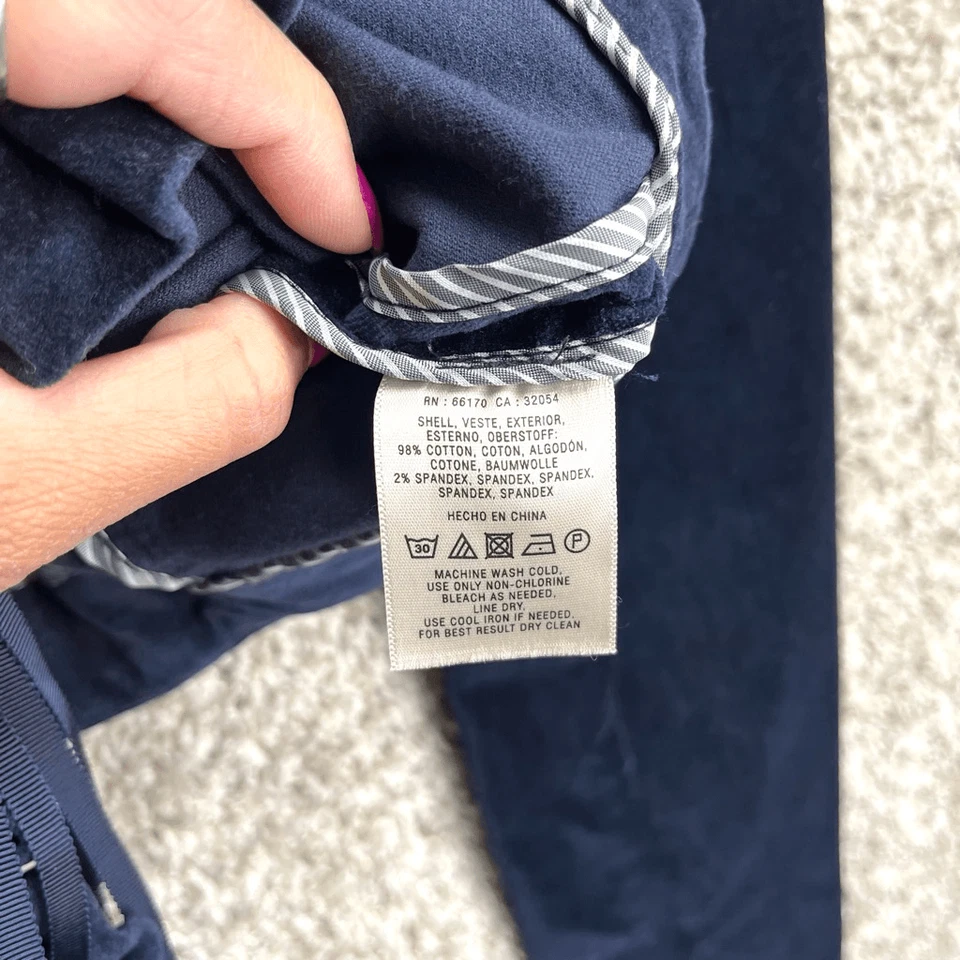 RN : 66170 CA : 32054
SHELL, VESTE, EXTERIOR,
ESTERNO, OBERSTOFF:
98% COTTON, COTON, ALGODÓN,
COTONE, BAUMWOLLE
2% SPANDEX, SPANDEX, SPANDEX,
SPANDEX, SPANDEX
HECHO EN CHINA
30 P
MACHINE WASH COLD.
USE ONLY NON-CHLORINE
BLEACH AS NEEDED.
LINE DRY.
USE COOL IRON IF NEEDED.
FOR BEST RESULT DRY CLEAN